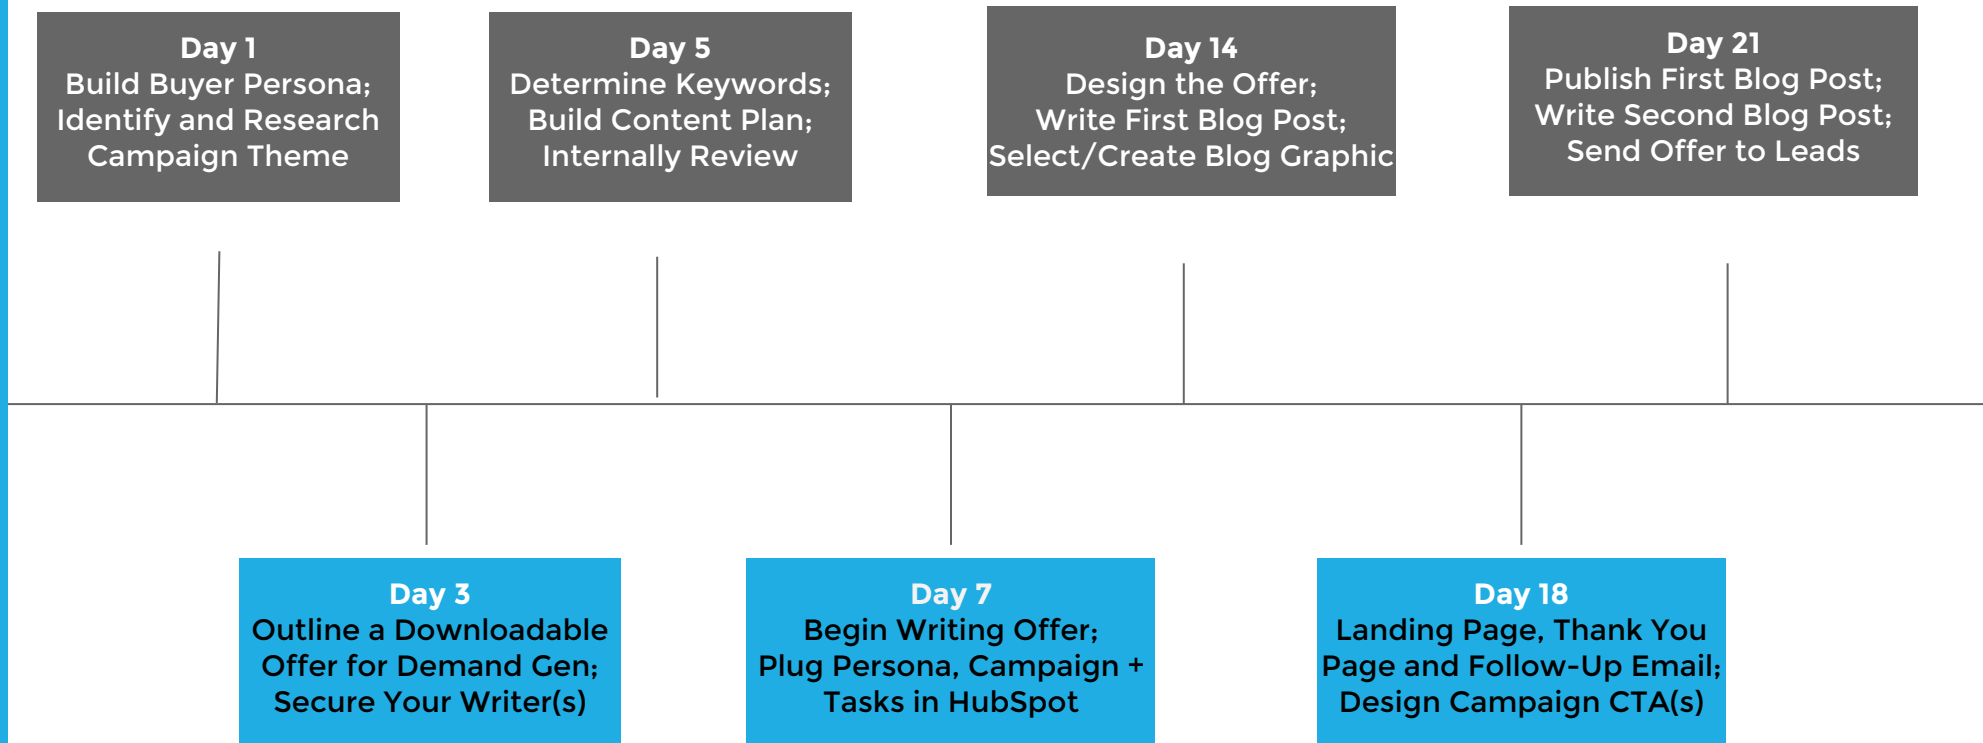 Day 1
Build Buyer Persona;
Identify and Research
Campaign Theme
Day 5
Determine Keywords;
Build Content Plan;
Internally Review
Day 14
Design the Offer;
Write First Blog Post;
Select/Create Blog Graphic
Day 21
Publish First Blog Post;
Write Second Blog Post;
Send Offer to Leads
Day 3
Outline a Downloadable
Offer for Demand Gen;
Secure Your Writer(s)
Day 7
Begin Writing Offer;
Plug Persona, Campaign +
Tasks in HubSpot
Day 18
Landing Page, Thank You
Page and Follow-Up Email;
Design Campaign CTA(s)